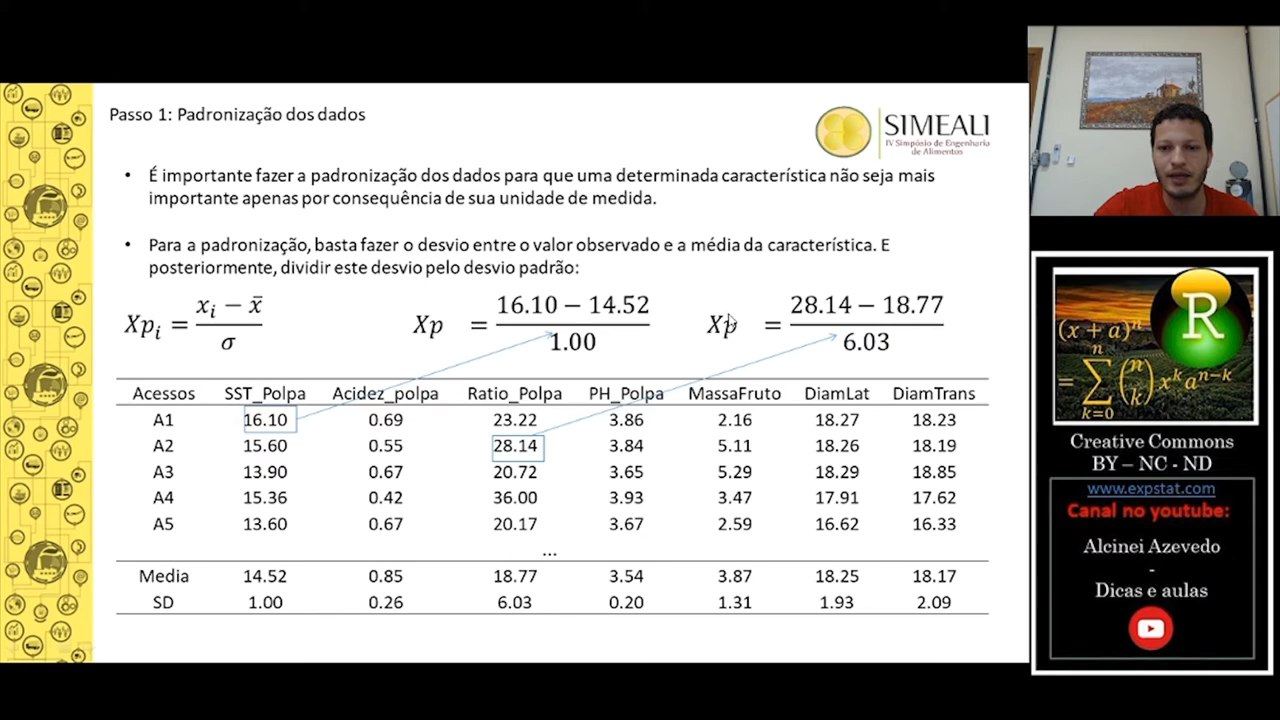 Passo 1: Padronização dos dados
SIMEALI
IV Simpósio de Engenharia
de Alimentos
• É importante fazer a padronização dos dados para que uma determinada característica não seja mais
importante apenas por consequência de sua unidade de medida.
• Para a padronização, basta fazer o desvio entre o valor observado e a média da característica. E
posteriormente, dividir este desvio pelo desvio padrão:
Xp_i = (x_i − x̄) / σ
Xp = (16.10 − 14.52) / 1.00
Xp = (28.14 − 18.77) / 6.03
Acessos SST_Polpa Acidez_polpa Ratio_Polpa PH_Polpa MassaFruto DiamLat DiamTrans
A1 16.10 0.69 23.22 3.86 2.16 18.27 18.23
A2 15.60 0.55 28.14 3.84 5.11 18.26 18.19
A3 13.90 0.67 20.72 3.65 5.29 18.29 18.85
A4 15.36 0.42 36.00 3.93 3.47 17.91 17.62
A5 13.60 0.67 20.17 3.67 2.59 16.62 16.33
...
Media 14.52 0.85 18.77 3.54 3.87 18.25 18.17
SD 1.00 0.26 6.03 0.20 1.31 1.93 2.09
R
(x + a)^n
= ∑_{k=0}^{n} (n k) x^k a^{n−k}
Creative Commons
BY – NC - ND
www.expstat.com
Canal no youtube:
Alcinei Azevedo
-
Dicas e aulas